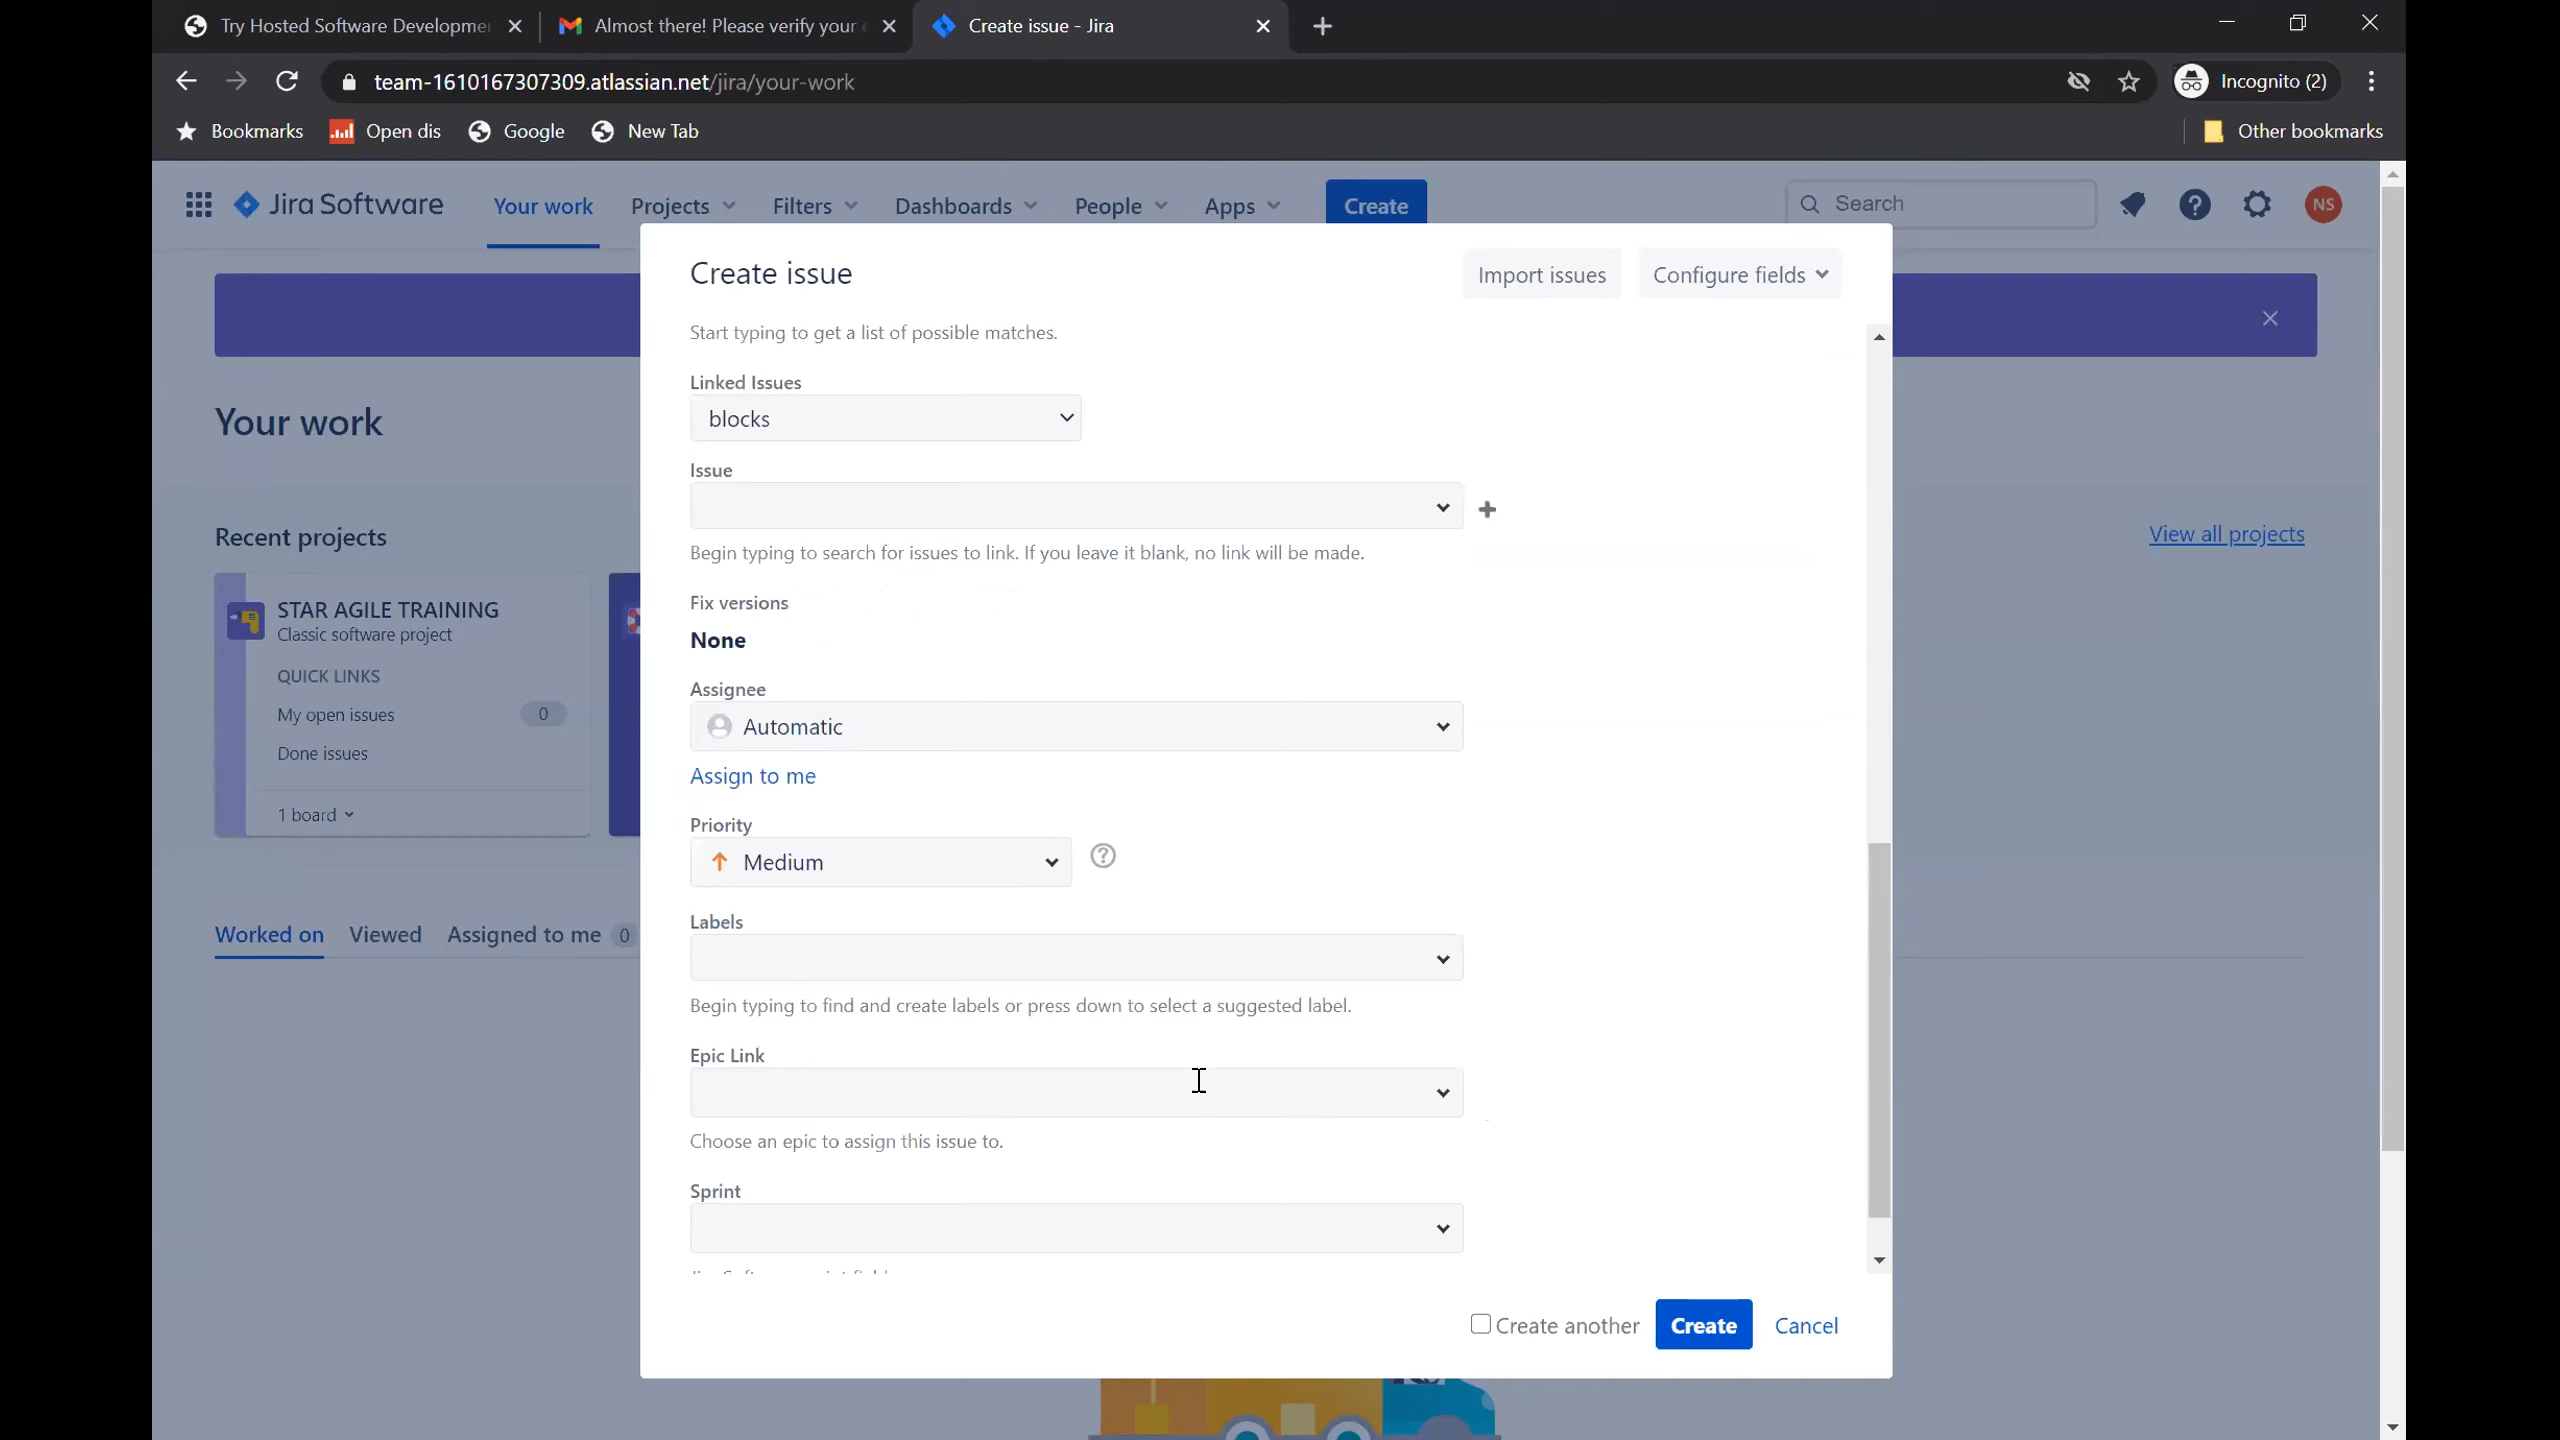 Try Hosted Software Developme
Almost there! Please verify your e
Create issue - Jira
team-1610167307309.atlassian.net/jira/your-work
Incognito (2)
Bookmarks
Open dis
Google
New Tab
Other bookmarks
Jira Software
Your work
Projects
Filters
Dashboards
People
Apps
Create
Search
NS
Create issue
Import issues
Configure fields
Start typing to get a list of possible matches.
Linked Issues
blocks
Issue
Begin typing to search for issues to link. If you leave it blank, no link will be made.
Fix versions
None
Assignee
Automatic
Assign to me
Priority
Medium
Labels
Begin typing to find and create labels or press down to select a suggested label.
Epic Link
Choose an epic to assign this issue to.
Sprint
Create another
Create
Cancel
Your work
Recent projects
View all projects
STAR AGILE TRAINING
Classic software project
QUICK LINKS
My open issues 0
Done issues
1 board
Worked on
Viewed
Assigned to me 0